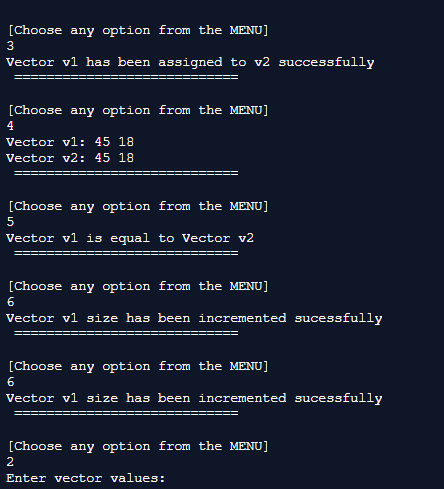 [Choose any option from the MENU]
3
Vector v1 has been assigned to v2 successfully
============================
[Choose any option from the MENU]
4
Vector v1: 45 18
Vector v2: 45 18
============================
[Choose any option from the MENU]
5
Vector v1 is equal to Vector v2
============================
[Choose any option from the MENU]
6
Vector v1 size has been incremented sucessfully
============================
[Choose any option from the MENU]
6
Vector v1 size has been incremented sucessfully
============================
[Choose any option from the MENU]
2
Enter vector values: